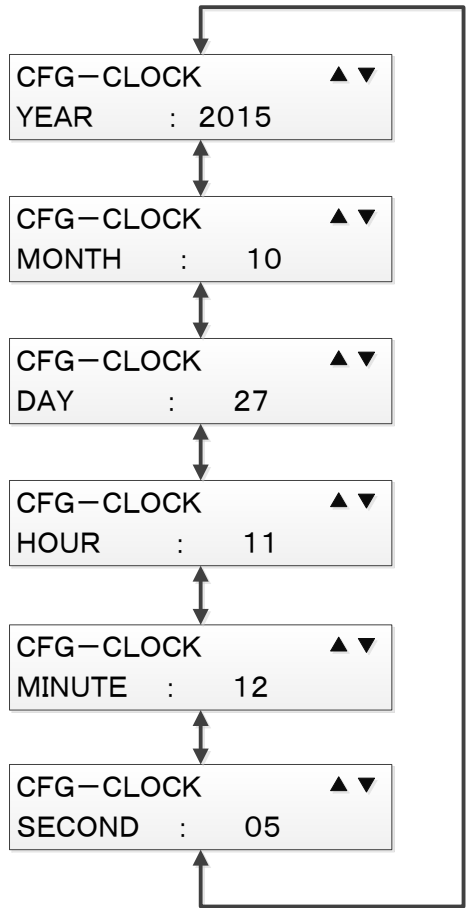 CFG－CLOCK ▲ ▼
YEAR : 2015
CFG－CLOCK ▲ ▼
MONTH : 10
CFG－CLOCK ▲ ▼
DAY : 27
CFG－CLOCK ▲ ▼
HOUR : 11
CFG－CLOCK ▲ ▼
MINUTE : 12
CFG－CLOCK ▲ ▼
SECOND : 05